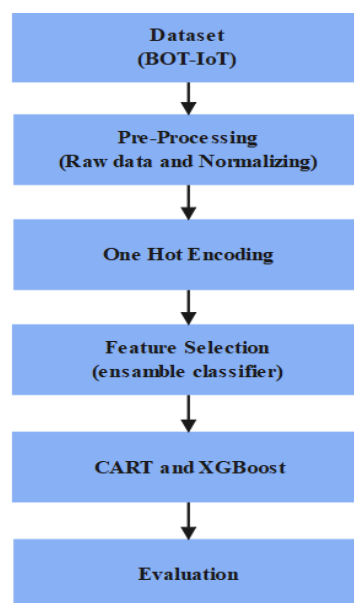 Dataset
(BOT-IoT)
Pre-Processing
(Raw data and Normalizing)
One Hot Encoding
Feature Selection
(ensamble classifier)
CART and XGBoost
Evaluation